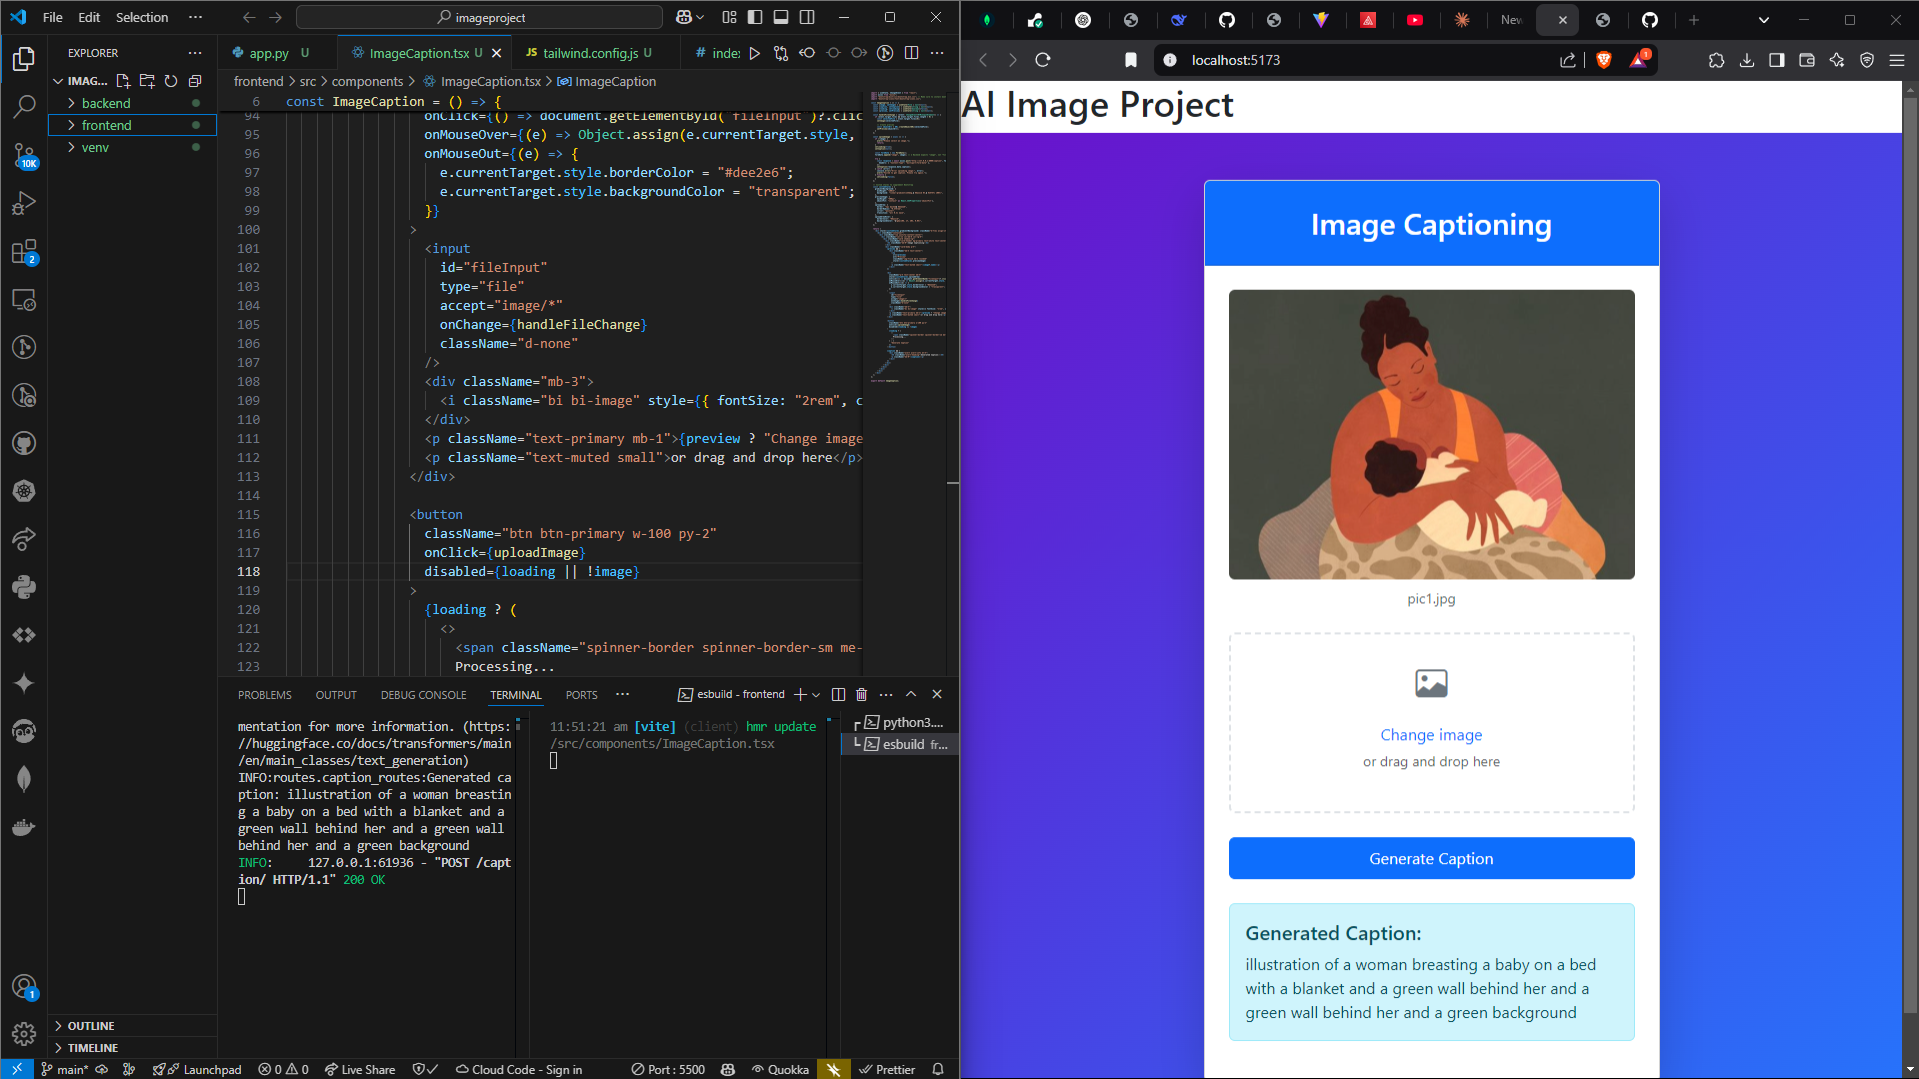 File Edit Selection ··· imageproject
EXPLORER
IMAG...
backend
frontend
venv
OUTLINE
TIMELINE
10K
2
1
app.py U
ImageCaption.tsx U
JS tailwind.config.js U
# index
frontend > src > components > ImageCaption.tsx > ImageCaption
6 const ImageCaption = () => {
94 onClick={() => document.getElementById('fileInput')?.clic
95 onMouseOver={(e) => Object.assign(e.currentTarget.style,
96 onMouseOut={(e) => {
97 e.currentTarget.style.borderColor = "#dee2e6";
98 e.currentTarget.style.backgroundColor = "transparent";
99 }}
100 >
101 <input
102 id="fileInput"
103 type="file"
104 accept="image/*"
105 onChange={handleFileChange}
106 className="d-none"
107 />
108 <div className="mb-3">
109 <i className="bi bi-image" style={{ fontSize: "2rem", c
110 </div>
111 <p className="text-primary mb-1">{preview ? "Change image
112 <p className="text-muted small">or drag and drop here</p>
113 </div>
114
115 <button
116 className="btn btn-primary w-100 py-2"
117 onClick={uploadImage}
118 disabled={loading || !image}
119 >
120 {loading ? (
121 <>
122 <span className="spinner-border spinner-border-sm me-
123 Processing...
PROBLEMS OUTPUT DEBUG CONSOLE TERMINAL PORTS ··· esbuild - frontend
mentation for more information. (https:
//huggingface.co/docs/transformers/main
/en/main_classes/text_generation)
INFO:routes.caption_routes:Generated ca
ption: illustration of a woman breastin
g a baby on a bed with a blanket and a
green wall behind her and a green wall
behind her and a green background
INFO: 127.0.0.1:61936 - "POST /capt
ion/ HTTP/1.1" 200 OK
11:51:21 am [vite] (client) hmr update
/src/components/ImageCaption.tsx
python3....
esbuild fr...
main* Launchpad 0 0 Live Share Cloud Code - Sign in Port : 5500 Quokka Prettier
New
localhost:5173
1
AI Image Project
Image Captioning
pic1.jpg
Change image
or drag and drop here
Generate Caption
Generated Caption:
illustration of a woman breasting a baby on a bed
with a blanket and a green wall behind her and a
green wall behind her and a green background